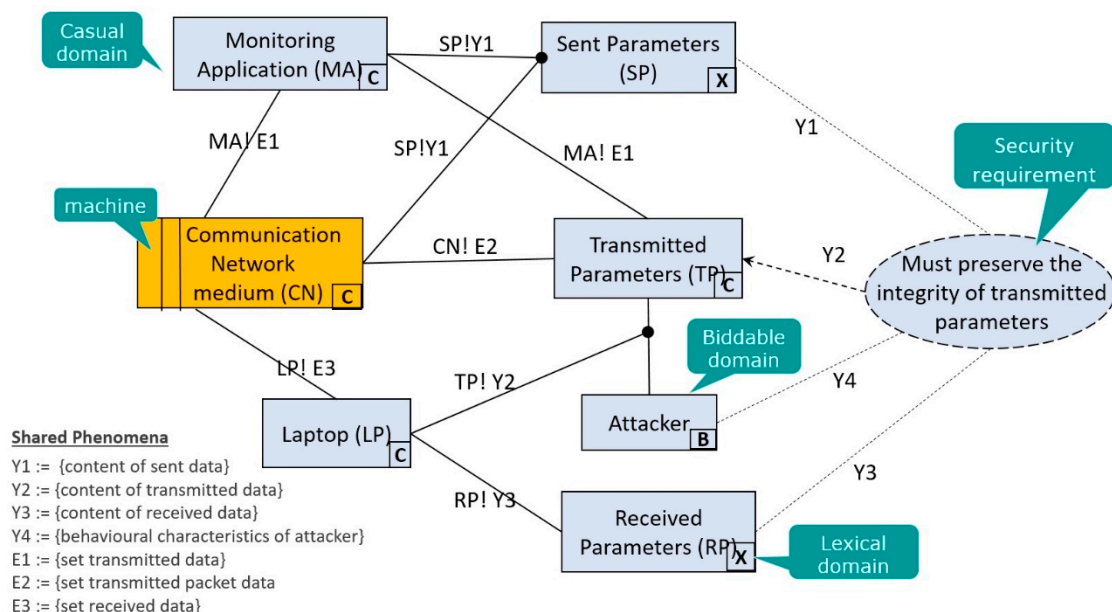 Casual
domain
Monitoring
Application (MA)
C
SP!Y1
Sent Parameters
(SP)
X
Y1
MA! E1
SP!Y1
MA! E1
Security
requirement
machine
Communication
Network
medium (CN)
C
CN! E2
Transmitted
Parameters (TP)
C
Y2
Must preserve the
integrity of transmitted
parameters
LP! E3
TP! Y2
Biddable
domain
Y4
Laptop (LP)
C
Attacker
B
Y3
RP! Y3
Received
Parameters (RP)
X
Lexical
domain
Shared Phenomena
Y1 := {content of sent data}
Y2 := {content of transmitted data}
Y3 := {content of received data}
Y4 := {behavioural characteristics of attacker}
E1 := {set transmitted data}
E2 := {set transmitted packet data
E3 := {set received data}